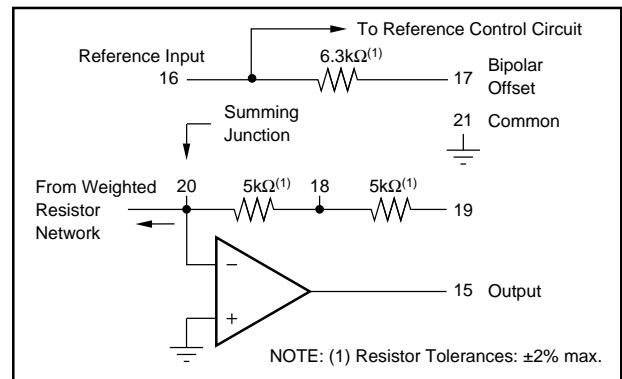 To Reference Control Circuit
Reference Input
16
6.3kΩ(1)
17
Bipolar
Offset
21
Common
Summing
Junction
From Weighted
Resistor
Network
20
5kΩ(1)
18
5kΩ(1)
19
–
+
15
Output
NOTE: (1) Resistor Tolerances: ±2% max.